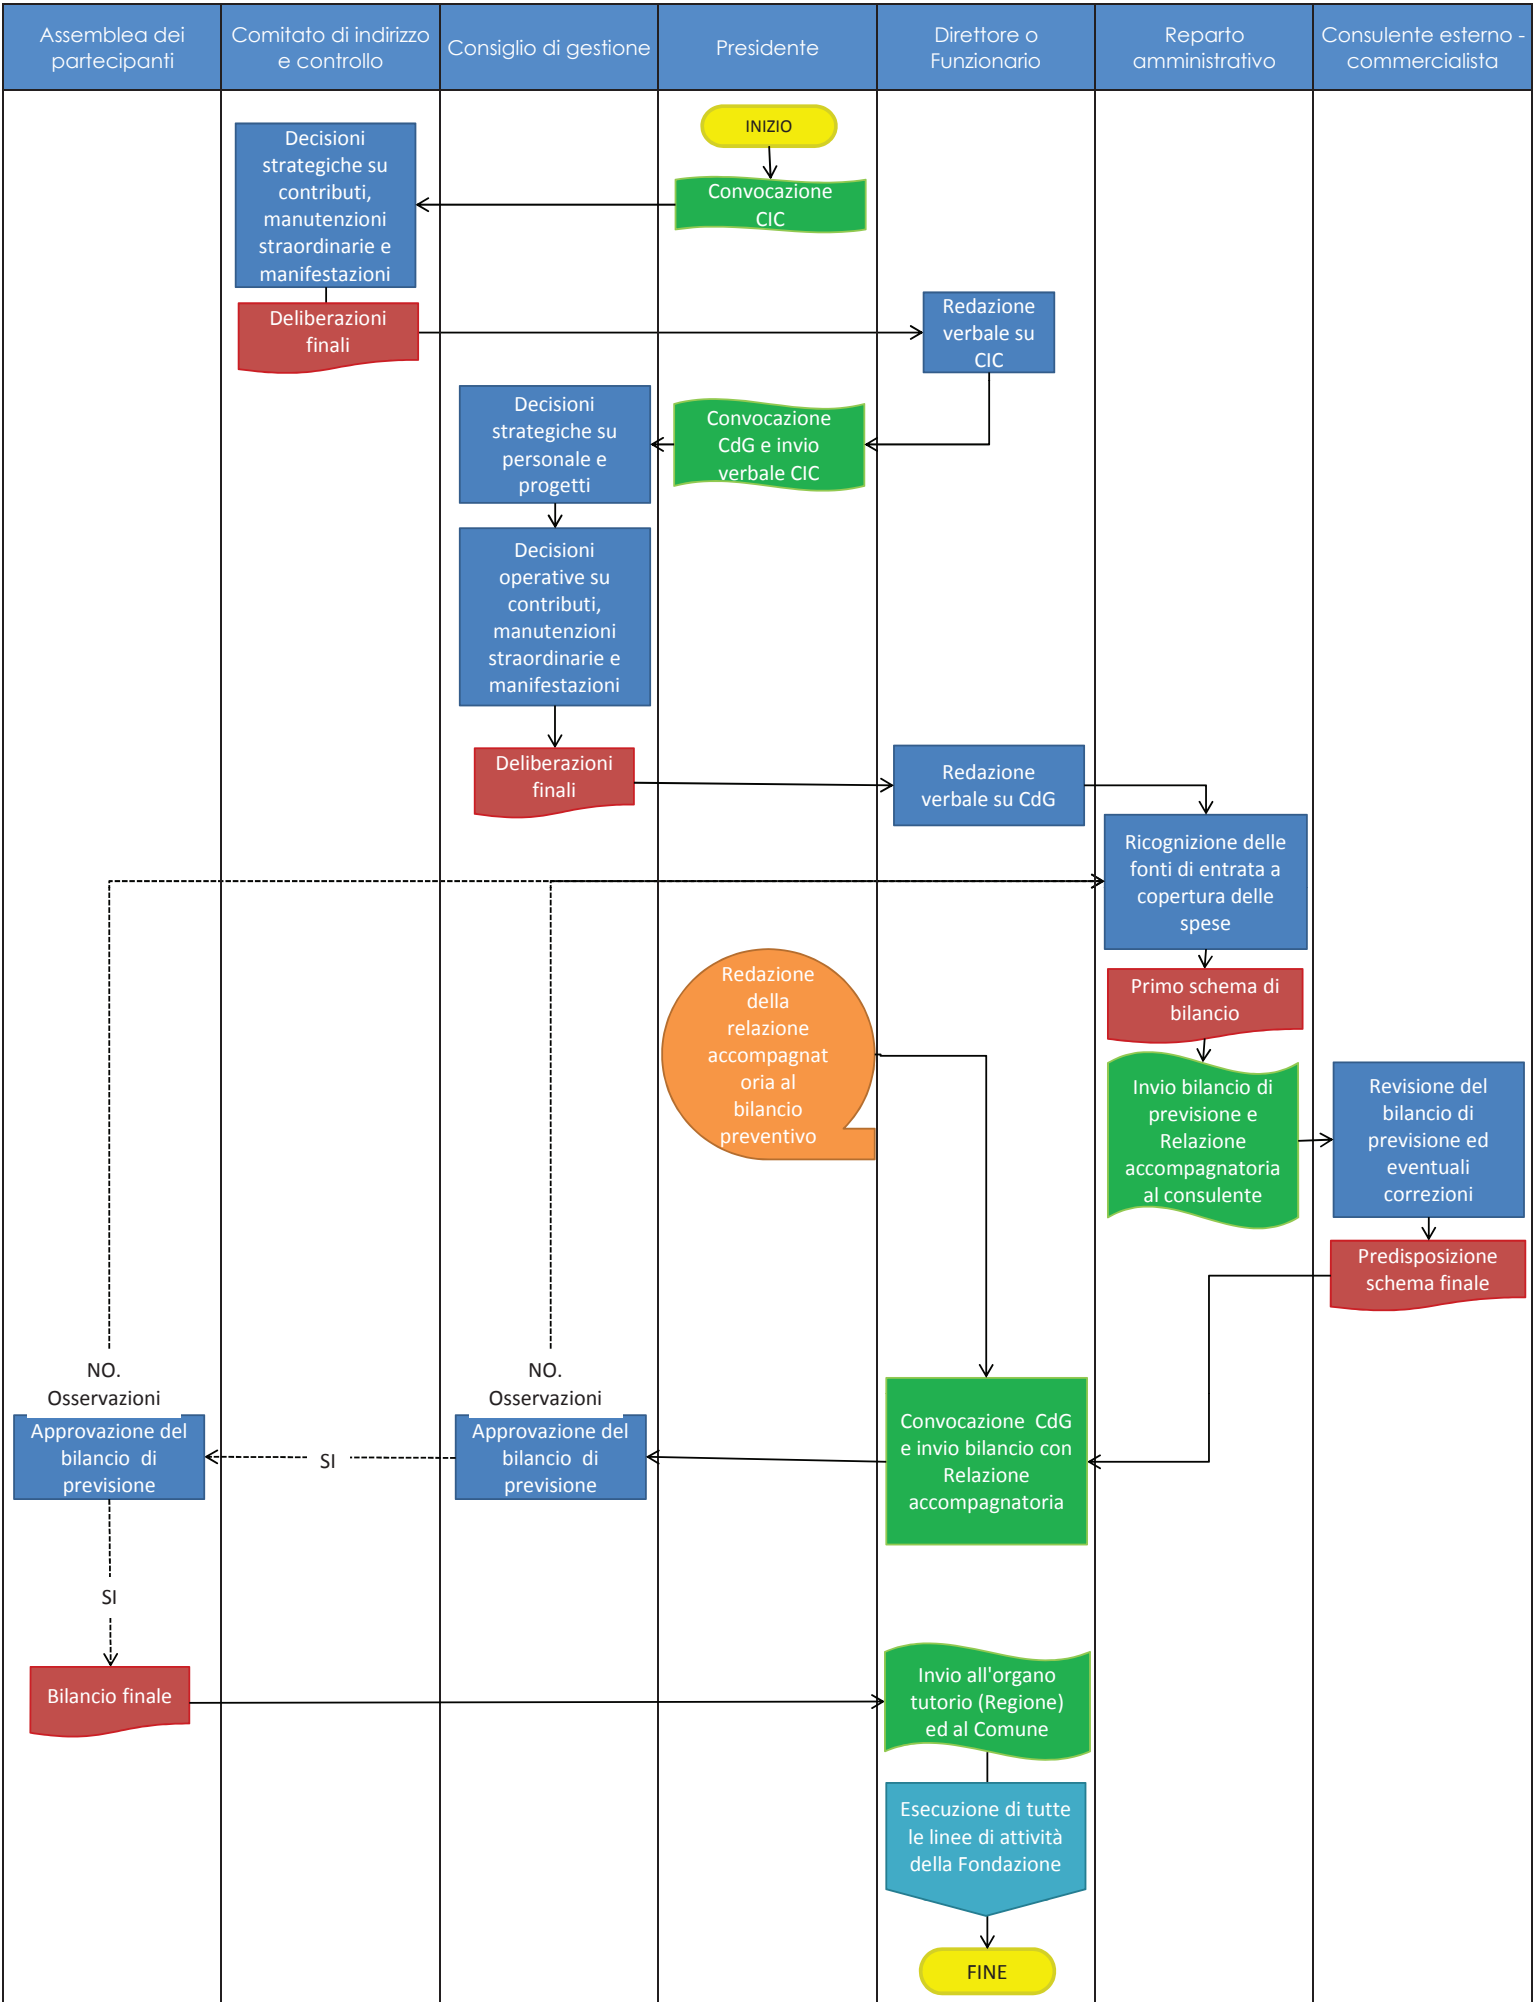 Assemblea dei
partecipanti
Comitato di indirizzo
e controllo
Consiglio di gestione
Presidente
Direttore o
Funzionario
Reparto
amministrativo
Consulente esterno -
commercialista
INIZIO
Convocazione
CIC
Decisioni
strategiche su
contributi,
manutenzioni
straordinarie e
manifestazioni
Deliberazioni
finali
Redazione
verbale su
CIC
Convocazione
CdG e invio
verbale CIC
Decisioni
strategiche su
personale e
progetti
Decisioni
operative su
contributi,
manutenzioni
straordinarie e
manifestazioni
Deliberazioni
finali
Redazione
verbale su CdG
Ricognizione delle
fonti di entrata a
copertura delle
spese
Primo schema di
bilancio
Redazione
della
relazione
accompagnat
oria al
bilancio
preventivo
Invio bilancio di
previsione e
Relazione
accompagnatoria
al consulente
Revisione del
bilancio di
previsione ed
eventuali
correzioni
Predisposizione
schema finale
Convocazione  CdG
e invio bilancio con
Relazione
accompagnatoria
NO.
Osservazioni
Approvazione del
bilancio  di
previsione
SI
NO.
Osservazioni
Approvazione del
bilancio  di
previsione
SI
Bilancio finale
Invio all'organo
tutorio (Regione)
ed al Comune
Esecuzione di tutte
le linee di attività
della Fondazione
FINE